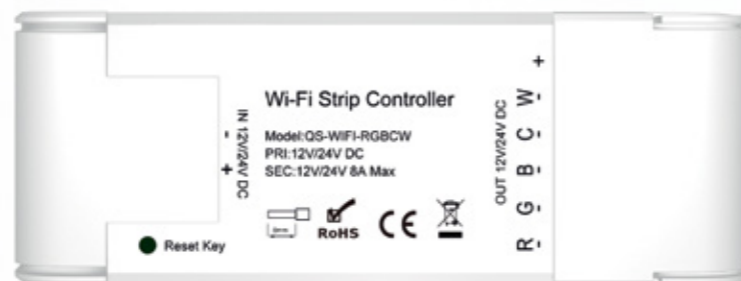 Wi-Fi Strip Controller
Model:QS-WIFI-RGBCW
PRI:12V/24V DC
SEC:12V/24V 8A Max
RoHS
CE
Reset Key
- +
IN 12V/24V DC
OUT 12V/24V DC
R- G- B- C- W- +